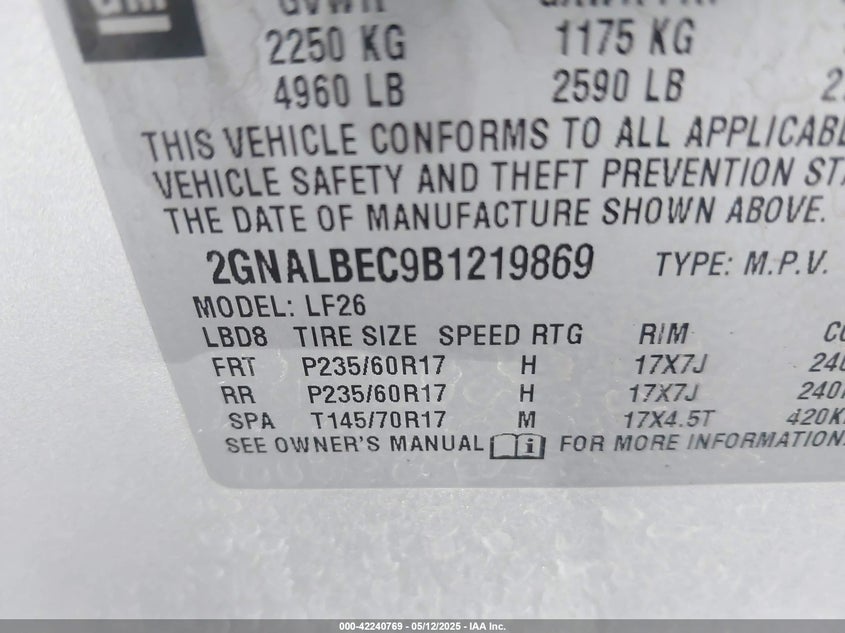 GM
GVWR
2250 KG 1175 KG
4960 LB 2590 LB
THIS VEHICLE CONFORMS TO ALL
VEHICLE SAFETY AND THEFT PREVENTION
THE DATE OF MANUFACTURE SHOWN ABOVE.
2GNALBEC9B1219869 TYPE: M.P.V.
MODEL: LF26
LBD8 TIRE SIZE SPEED RTG RIM
FRT P235/60R17 H 17X7J
RR P235/60R17 H 17X7J
SPA T145/70R17 M 17X4.5T
SEE OWNER'S MANUAL FOR MORE INFORMATION.
000-42240769 - 05/12/2025 - IAA Inc.